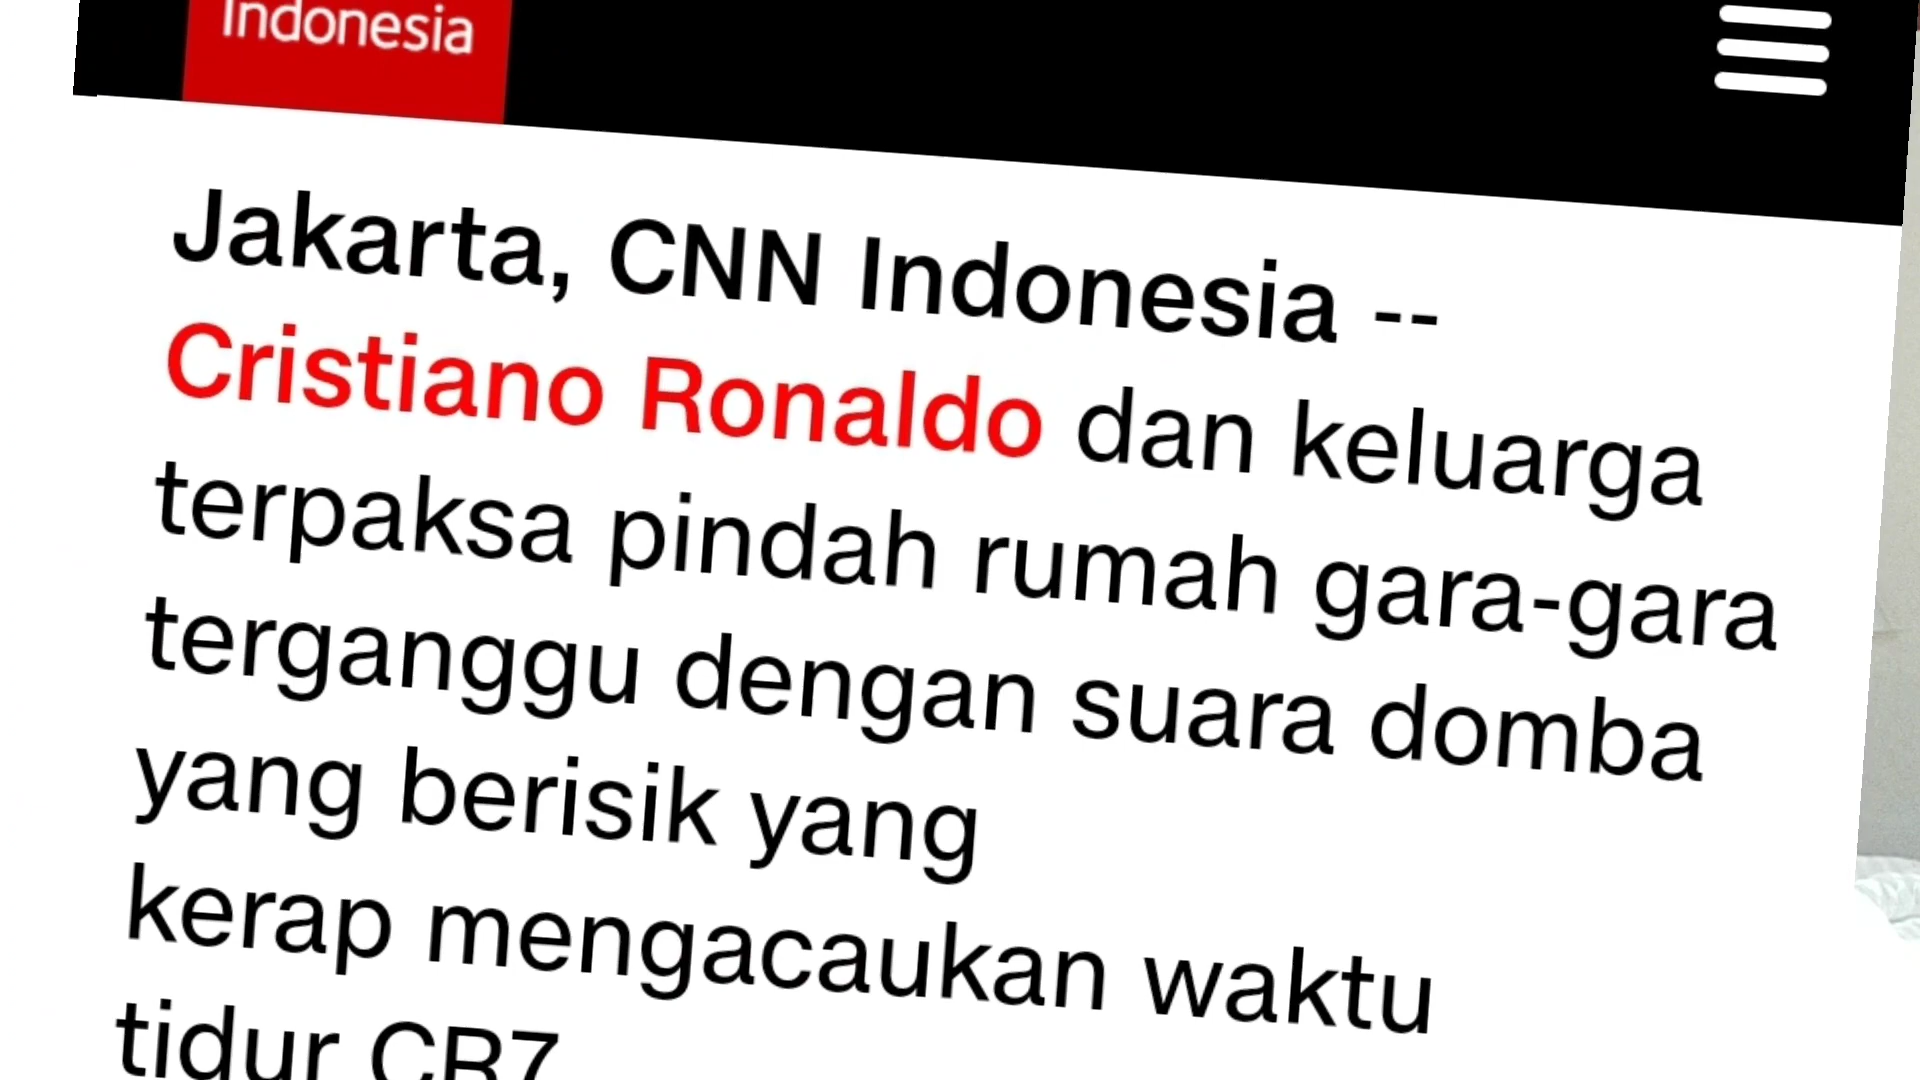 Indonesia
Jakarta, CNN Indonesia --
Cristiano Ronaldo dan keluarga
terpaksa pindah rumah gara-gara
terganggu dengan suara domba
yang berisik yang
kerap mengacaukan waktu
tidur CR7